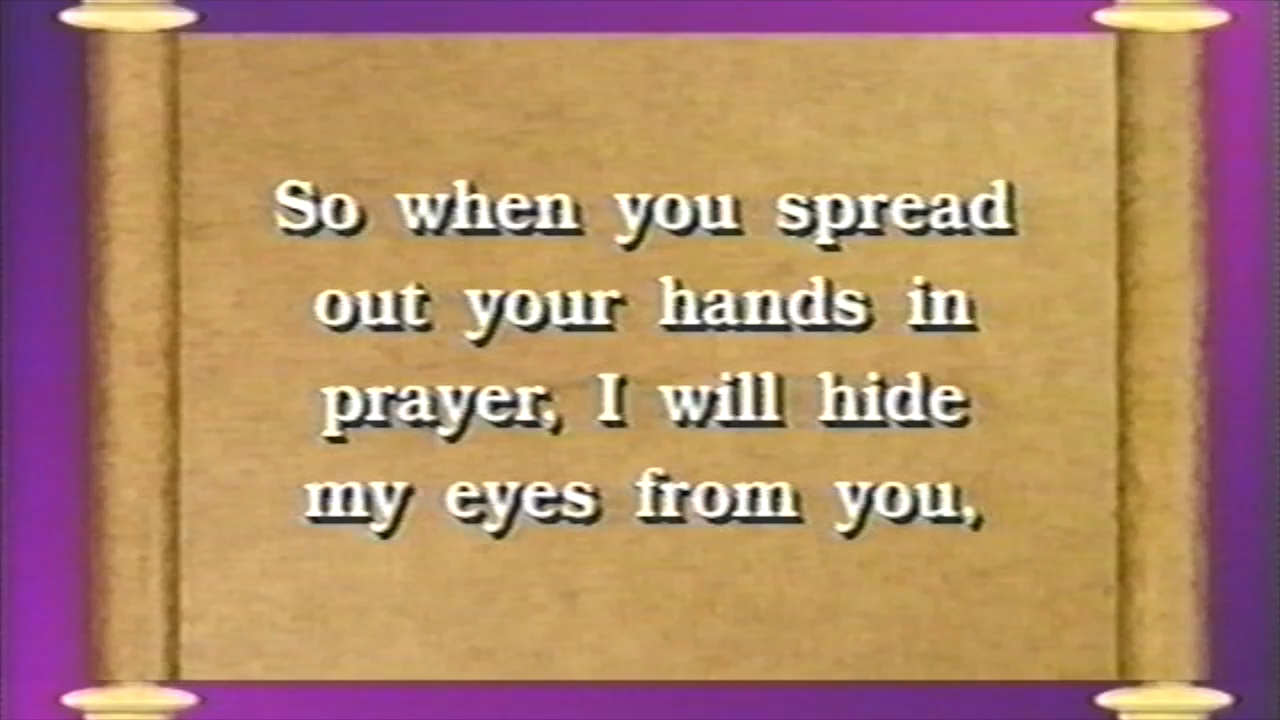 So when you spread
out your hands in
prayer, I will hide
my eyes from you,